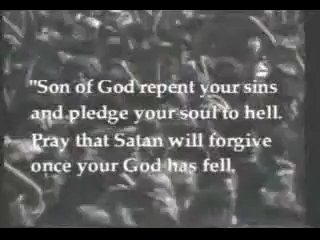 "Son of God repent your sins
and pledge your soul to hell.
Pray that Satan will forgive
once your God has fell.